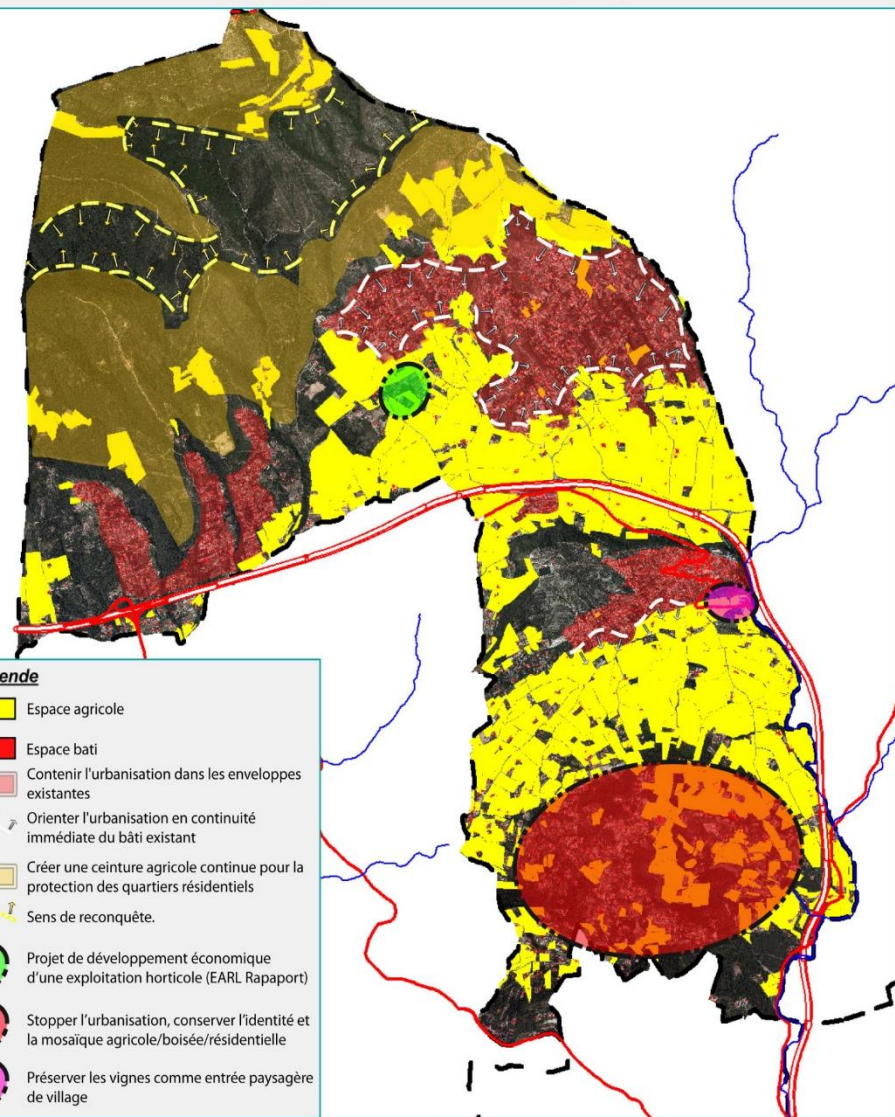 ende
Espace agricole
Espace bati
Contenir l'urbanisation dans les enveloppes
existantes
Orienter l'urbanisation en continuité
immédiate du bâti existant
Créer une ceinture agricole continue pour la
protection des quartiers résidentiels
Sens de reconquête.
Projet de développement économique
d'une exploitation horticole (EARL Rapaport)
Stopper l'urbanisation, conserver l'identité et
la mosaïque agricole/boisée/résidentielle
Préserver les vignes comme entrée paysagère
de village